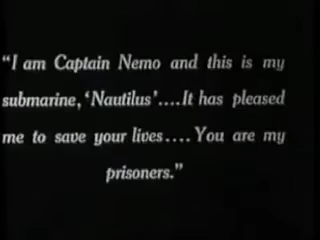 "I am Captain Nemo and this is my
submarine, 'Nautilus'....It has pleased
me to save your lives....You are my
prisoners."